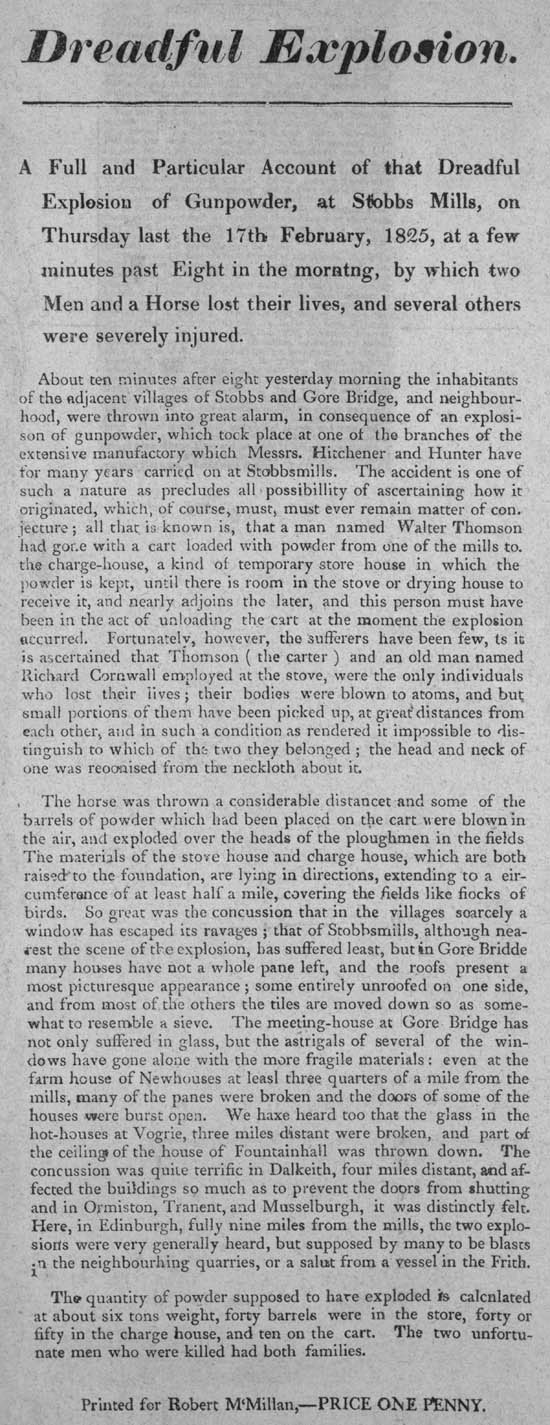 Dreadful Explosion.
A Full and Particular Account of that Dreadful
Explosion of Gunpowder, at Stobbs Mills, on
Thursday last the 17th February, 1825, at a few
minutes past Eight in the morntng, by which two
Men and a Horse lost their lives, and several others
were severely injured.
About ten minutes after eight yesterday morning the inhabitants
of the adjacent villages of Stobbs and Gore Bridge, and neighbour-
hood, were thrown into great alarm, in consequence of an explosi-
son of gunpowder, which tock place at one of the branches of the
extensive manufactory which Messrs. Hitchener and Hunter have
for many years carried on at Stobbsmills. The accident is one of
such a nature as precludes all possibillity of ascertaining how it
originated, which, of course, must, must ever remain matter of con.
jecture; all that is known is, that a man named Walter Thomson
had gor.e with a cart loaded with powder from one of the mills to.
the charge-house, a kind of temporary store house in which the
powder is kept, until there is room in the stove or drying house to
receive it, and nearly adjoins the later, and this person must have
been in the act of unloading the cart at the moment the explosion
occurred. Fortunately, however, the sufferers have been few, ts it
is ascertained that Thomson ( the carter ) and an old man named
Richard Cornwall employed at the stove, were the only individuals
who lost their lives; their bodies were blown to atoms, and but
small portions of them have been picked up, at great distances from
each other, and in such a condition as rendered it impossible to dis-
tinguish to which of the two they belonged; the head and neck of
one was reoonised from the neckloth about it.
The horse was thrown a considerable distancet and some of the
barrels of powder which had been placed on the cart were blown in
the air, and exploded over the heads of the ploughmen in the fields
The materials of the stove house and charge house, which are both
raised to the foundation, are lying in directions, extending to a eir-
cumference of at least half a mile, covering the fields like fiocks of
birds. So great was the concussion that in the villages soarcely a
window has escaped its ravages; that of Stobbsmills, although nea-
rest the scene of the explosion, has suffered least, but in Gore Bridde
many houses have not a whole pane left, and the roofs present a
most picturesque appearance; some entirely unroofed on one side,
and from most of the others the tiles are moved down so as some-
what to resemble a sieve. The meeting-house at Gore Bridge has
not only suffered in glass, but the astrigals of several of the win-
dows have gone alone with the more fragile materials: even at the
farm house of Newhouses at leasl three quarters of a mile from the
mills, many of the panes were broken and the doors of some of the
houses were burst open. We haxe heard too that the glass in the
hot-houses at Vogrie, three miles distant were broken, and part of
the ceiling of the house of Fountainhall was thrown down. The
concussion was quite terrific in Dalkeith, four miles distant, and af-
fected the buildings so much as to prevent the doors from shutting
and in Ormiston, Tranent, and Musselburgh, it was distinctly felt.
Here, in Edinburgh, fully nine miles from the mills, the two explo-
sions were very generally heard, but supposed by many to be blasts
in the neighbourhing quarries, or a salut from a vessel in the Frith.
The quantity of powder supposed to have exploded is calcnlated
at about six tons weight, forty barrels were in the store, forty or
fifty in the charge house, and ten on the cart. The two unfortu-
nate men who were killed had both families.
Printed for Robert M‘Millan,—PRICE ONE PENNY.